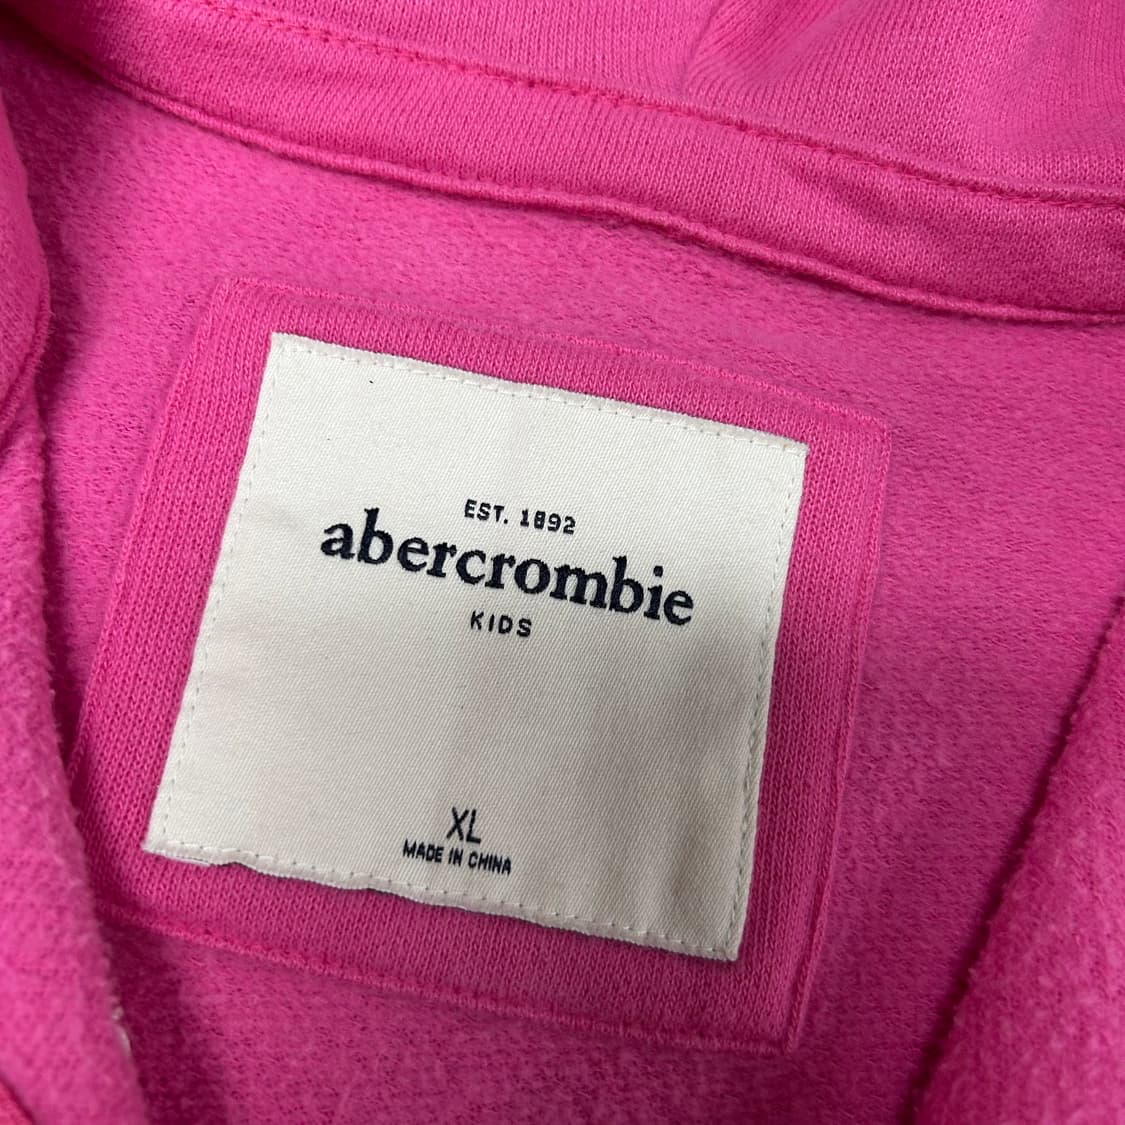 EST. 1892
abercrombie
KIDS
XL
MADE IN CHINA